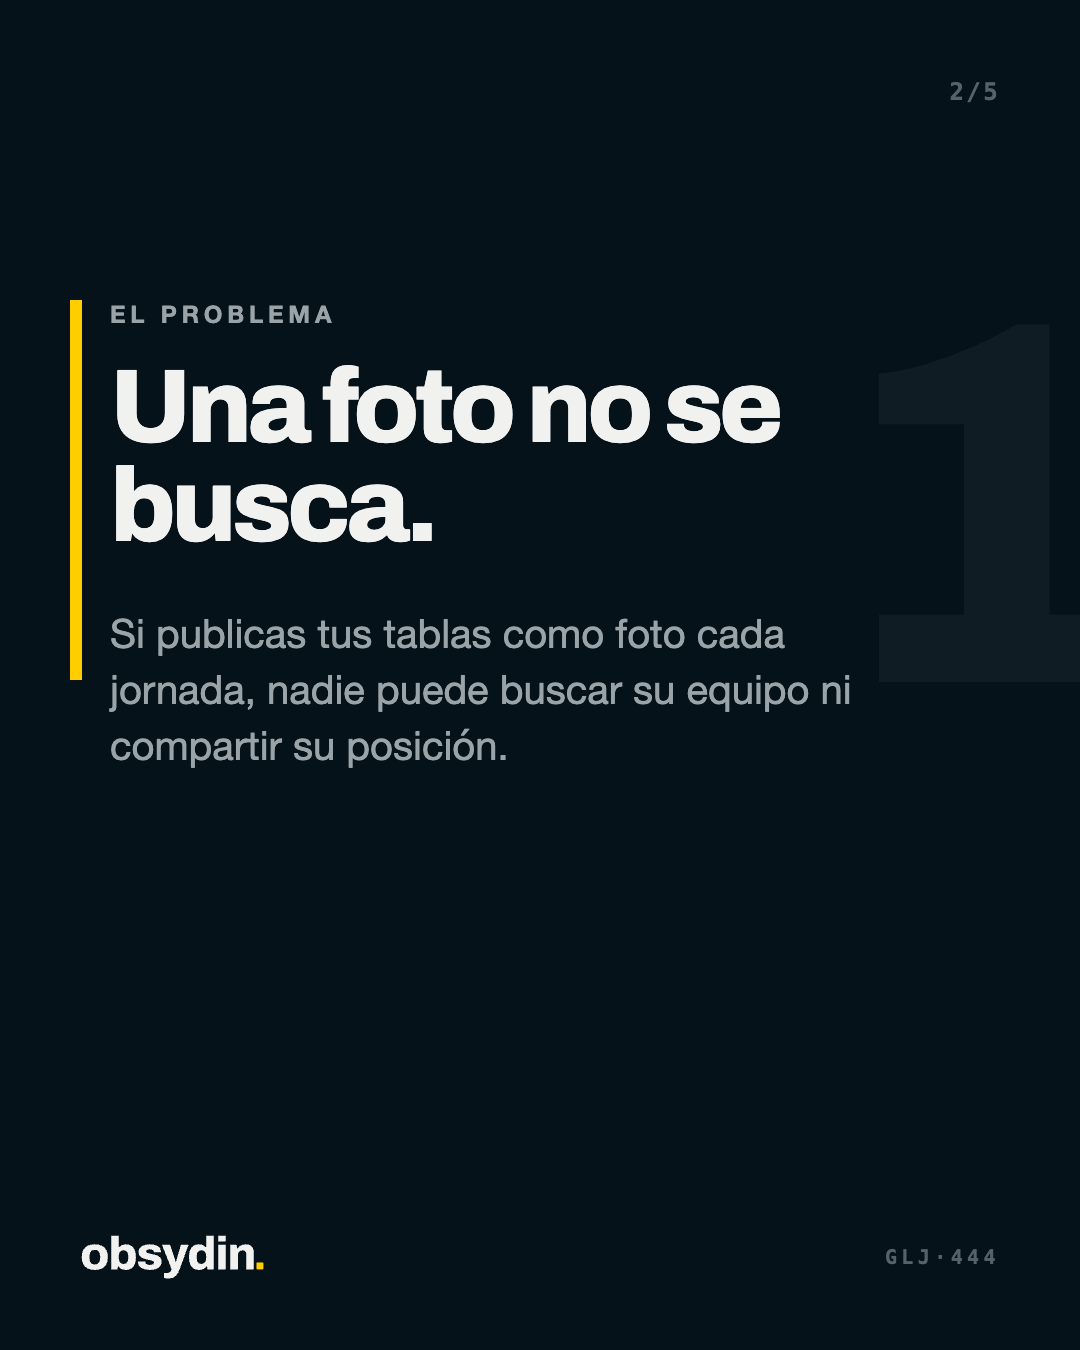 2/5
EL PROBLEMA
Una foto no se
busca.
1
Si publicas tus tablas como foto cada
jornada, nadie puede buscar su equipo ni
compartir su posición.
obsydin.
GLJ·444